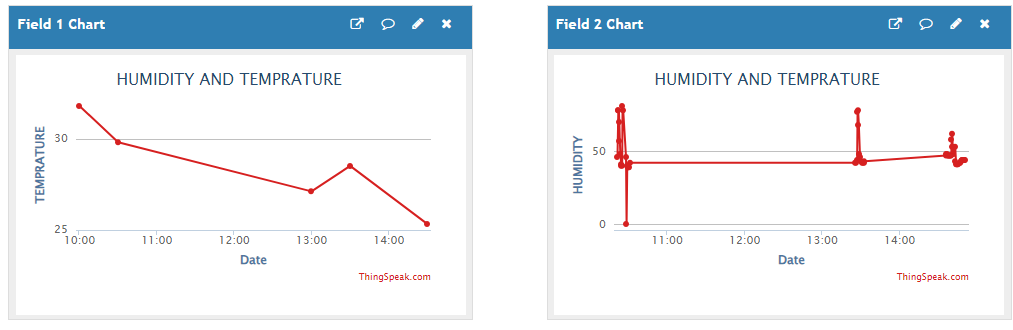 Field 1 Chart
HUMIDITY AND TEMPRATURE
TEMPRATURE
30
25
10:00 11:00 12:00 13:00 14:00
Date
ThingSpeak.com
Field 2 Chart
HUMIDITY AND TEMPRATURE
HUMIDITY
50
0
11:00 12:00 13:00 14:00
Date
ThingSpeak.com